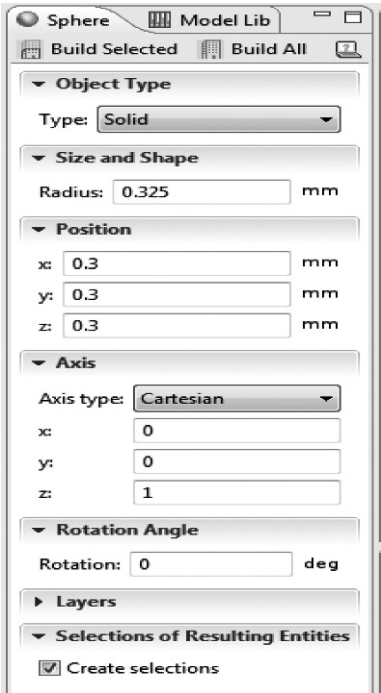 Sphere Model Lib
Build Selected Build All
Object Type
Type: Solid
Size and Shape
Radius: 0.325 mm
Position
x: 0.3 mm
y: 0.3 mm
z: 0.3 mm
Axis
Axis type: Cartesian
x: 0
y: 0
z: 1
Rotation Angle
Rotation: 0 deg
Layers
Selections of Resulting Entities
Create selections